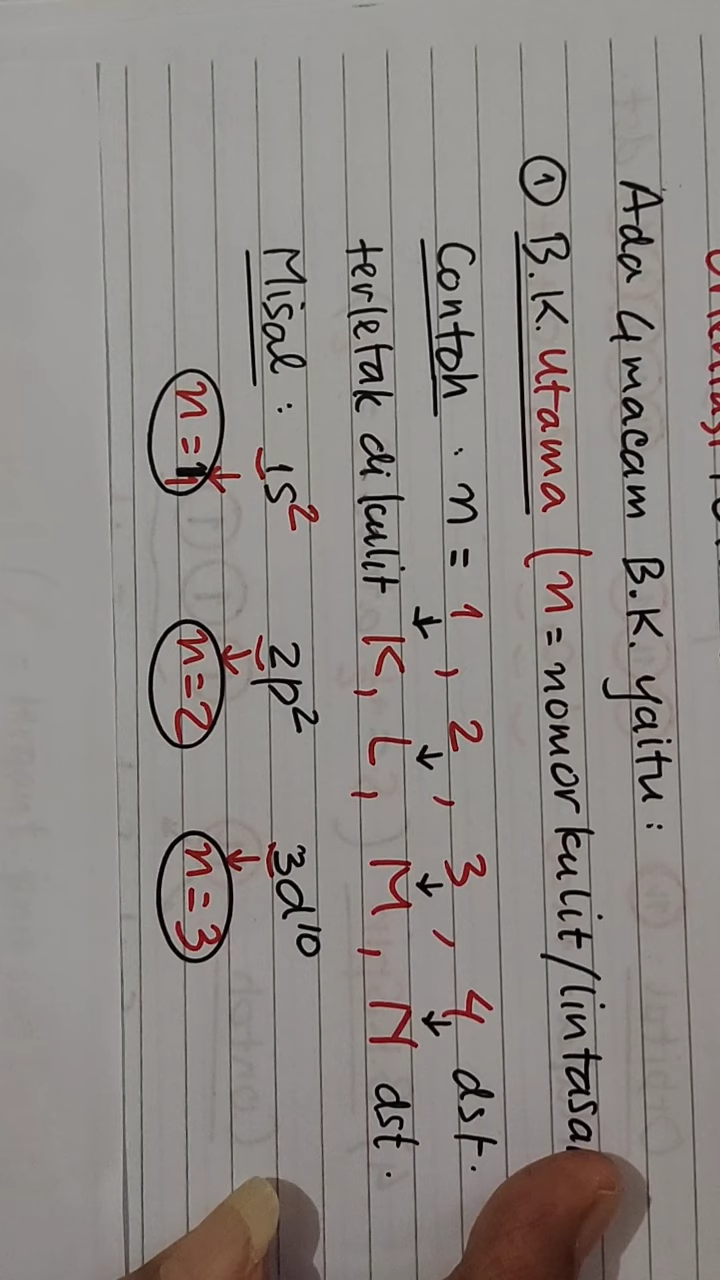 Ada 4 macam B.K. yaitu :
① B.K. Utama (n = nomor kulit/lintasa
Contoh : n = 1, 2, 3, 4 dst.
↓ ↓ ↓ ↓
terletak di kulit K, L, M, N dst.
Misal : 1s² 2p² 3d¹⁰
↓ ↓ ↓
n = 1 n = 2 n = 3